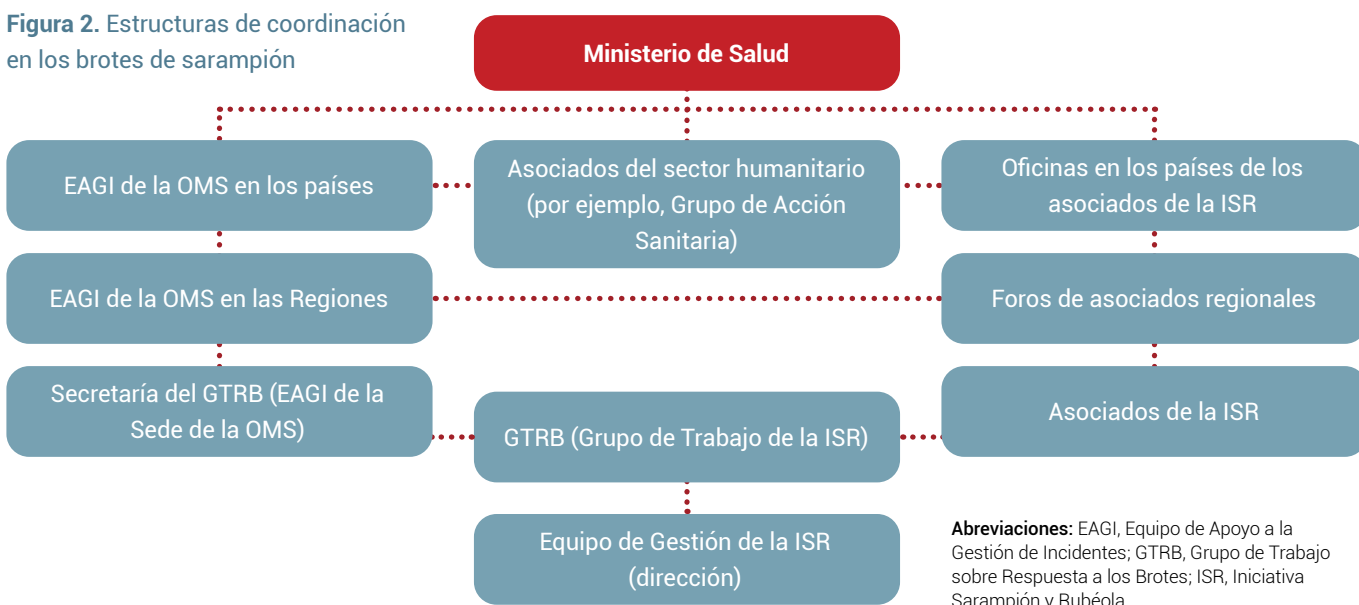 Figura 2. Estructuras de coordinación
en los brotes de sarampión
Ministerio de Salud
EAGI de la OMS en los países
Asociados del sector humanitario
(por ejemplo, Grupo de Acción
Sanitaria)
Oficinas en los países de los
asociados de la ISR
EAGI de la OMS en las Regiones
Foros de asociados regionales
Secretaría del GTRB (EAGI de la
Sede de la OMS)
GTRB (Grupo de Trabajo de la ISR)
Asociados de la ISR
Equipo de Gestión de la ISR
(dirección)
Abreviaciones: EAGI, Equipo de Apoyo a la
Gestión de Incidentes; GTRB, Grupo de Trabajo
sobre Respuesta a los Brotes; ISR, Iniciativa
Sarampión y Rubéola